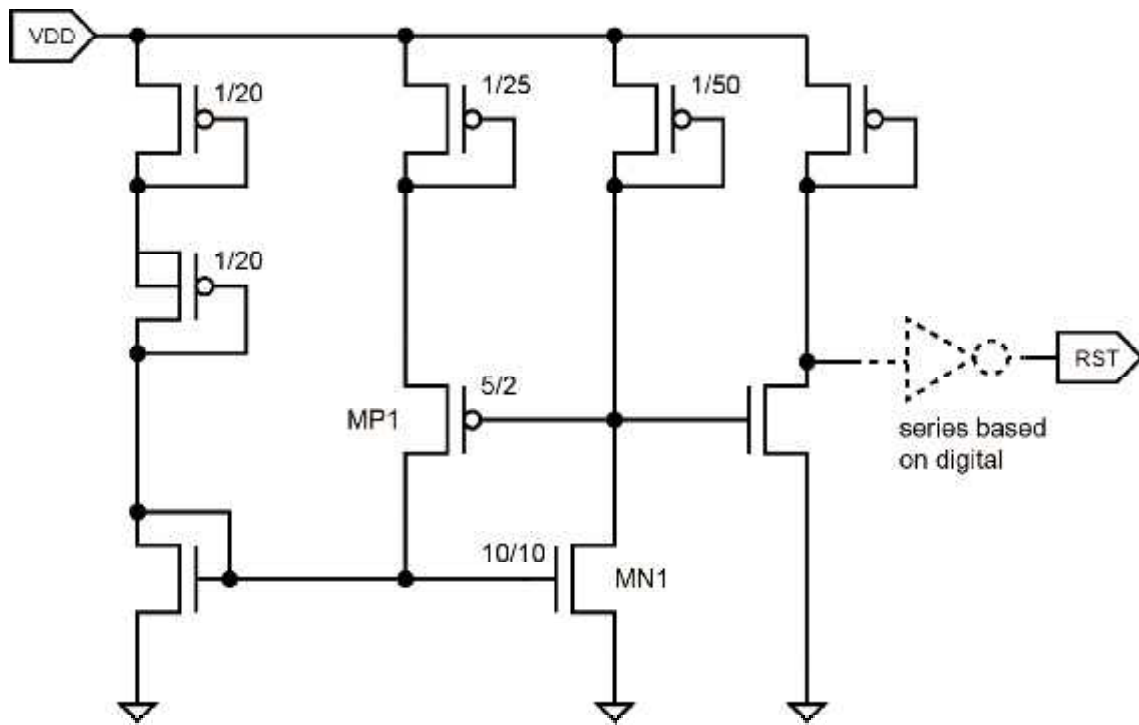 VDD
1/20
1/25
1/50
1/20
5/2
MP1
RST
series based
on digital
10/10
MN1